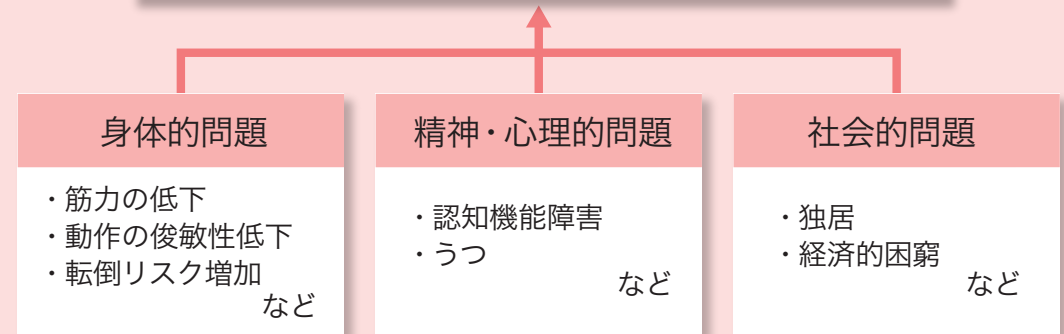 身体的問題
・筋力の低下
・動作の俊敏性低下
・転倒リスク増加
など
精神・心理的問題
・認知機能障害
・うつ
など
社会的問題
・独居
・経済的困窮
など